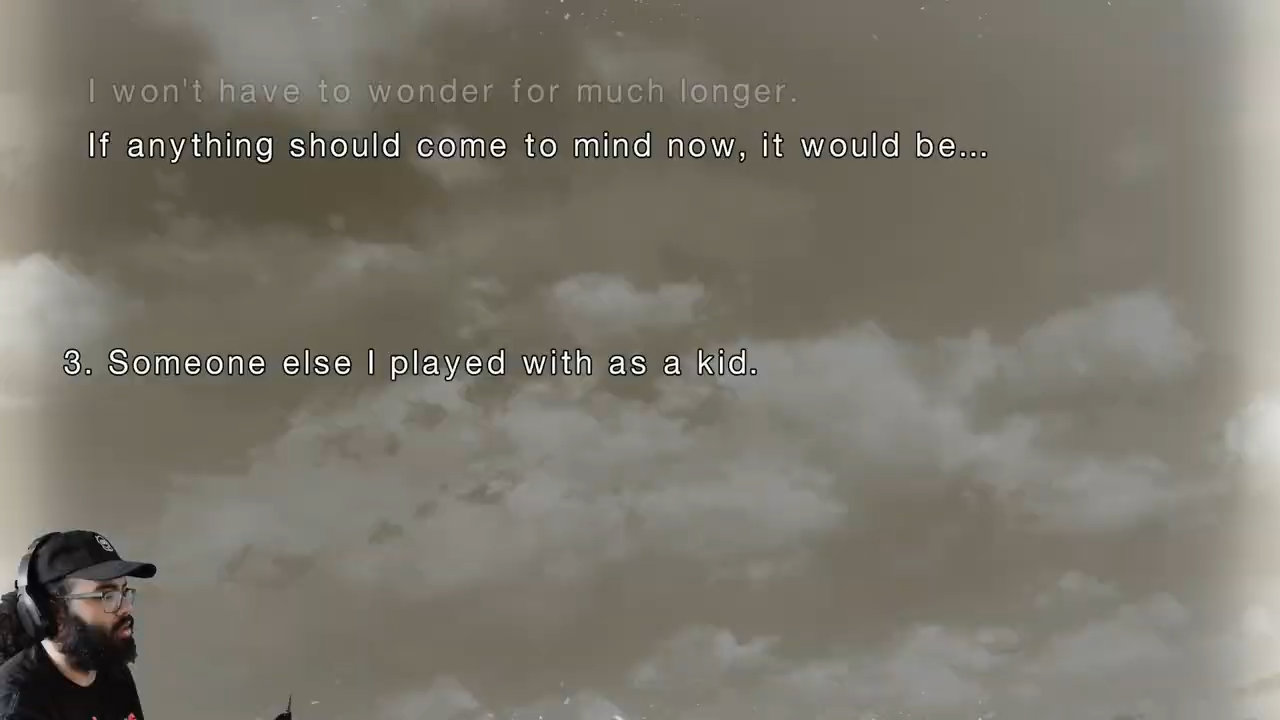 I won't have to wonder for much longer.
If anything should come to mind now, it would be...
3. Someone else I played with as a kid.